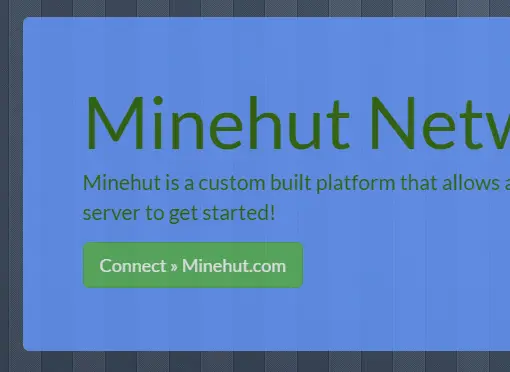 Minehut Netw
Minehut is a custom built platform that allows a
server to get started!
Connect » Minehut.com